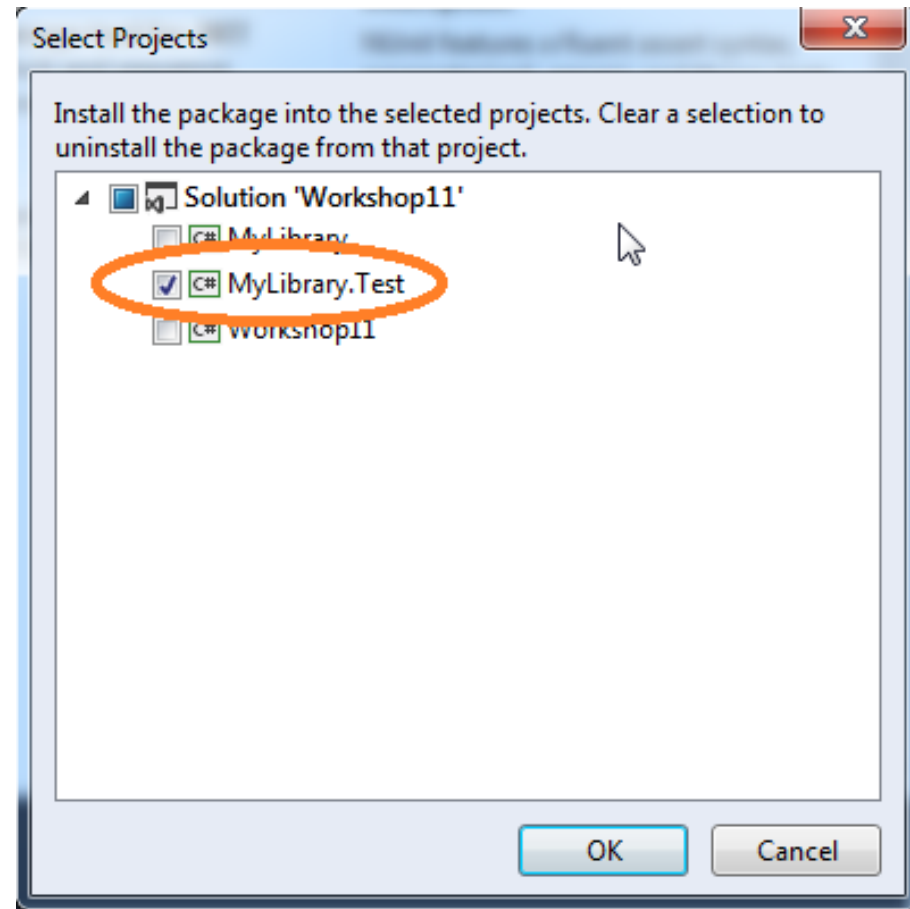 Select Projects
Install the package into the selected projects. Clear a selection to
uninstall the package from that project.
Solution 'Workshop11'
C# MyLibrary
C# MyLibrary.Test
C# Workshop11
OK Cancel